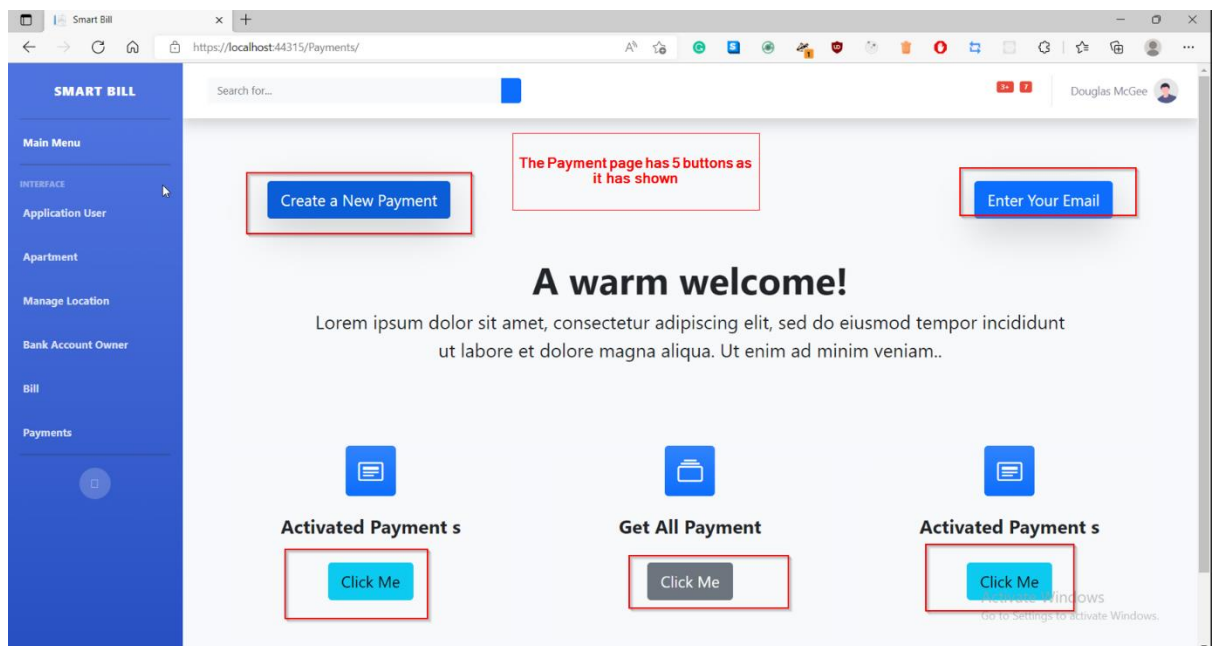 Smart Bill
https://localhost:44315/Payments/
SMART BILL
Search for...
3+
7
Douglas McGee
Main Menu
INTERFACE
Application User
Apartment
Manage Location
Bank Account Owner
Bill
Payments
The Payment page has 5 buttons as
it has shown
Create a New Payment
Enter Your Email
A warm welcome!
Lorem ipsum dolor sit amet, consectetur adipiscing elit, sed do eiusmod tempor incididunt
ut labore et dolore magna aliqua. Ut enim ad minim veniam..
Activated Payment s
Get All Payment
Activated Payment s
Click Me
Click Me
Click Me
Activate Windows
Go to Settings to activate Windows.